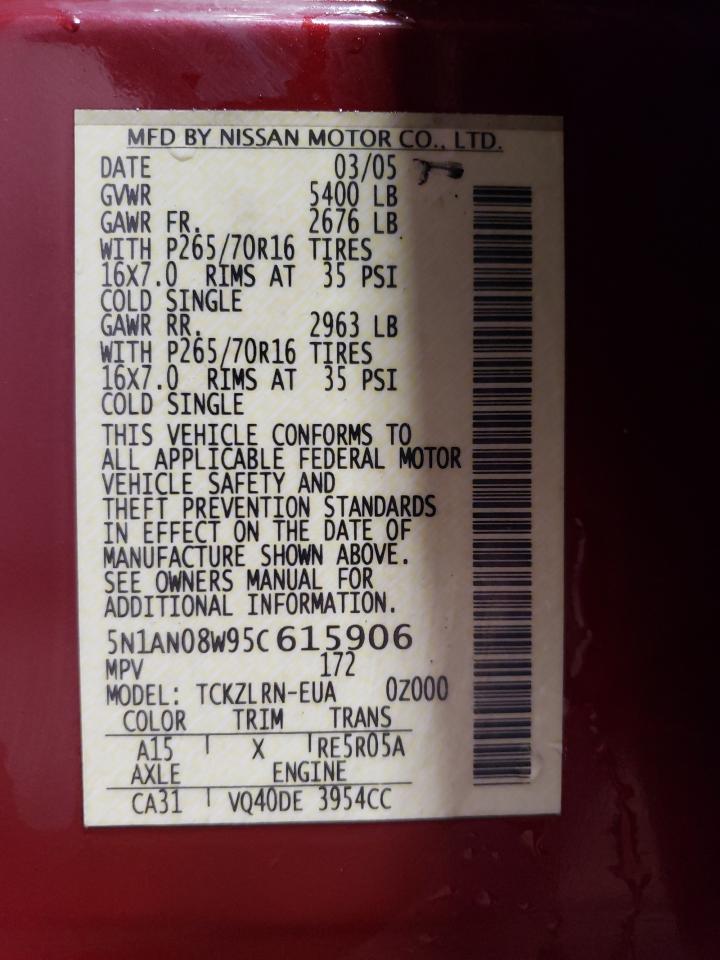 MFD BY NISSAN MOTOR CO., LTD.
DATE 03/05
GVWR 5400 LB
GAWR FR. 2676 LB
WITH P265/70R16 TIRES
16X7.0 RIMS AT 35 PSI
COLD SINGLE
GAWR RR. 2963 LB
WITH P265/70R16 TIRES
16X7.0 RIMS AT 35 PSI
COLD SINGLE
THIS VEHICLE CONFORMS TO
ALL APPLICABLE FEDERAL MOTOR
VEHICLE SAFETY AND
THEFT PREVENTION STANDARDS
IN EFFECT ON THE DATE OF
MANUFACTURE SHOWN ABOVE.
SEE OWNERS MANUAL FOR
ADDITIONAL INFORMATION.
5N1AN08W95C615906
MPV 172
MODEL: TCKZLRN-EUA 0Z000
COLOR TRIM TRANS
A15 X RE5R05A
AXLE ENGINE
CA31 VQ40DE 3954CC